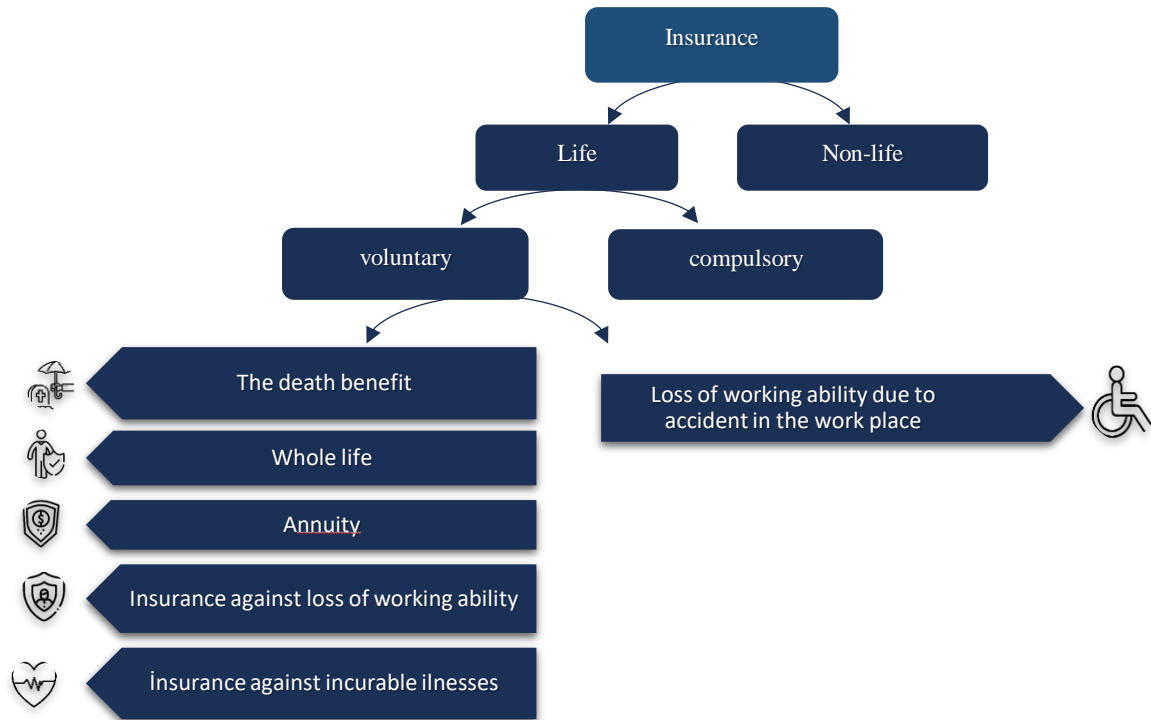 Insurance
Life
Non-life
voluntary
compulsory
The death benefit
Loss of working ability due to
accident in the work place
Whole life
Annuity
Insurance against loss of working ability
İnsurance against incurable ilnesses